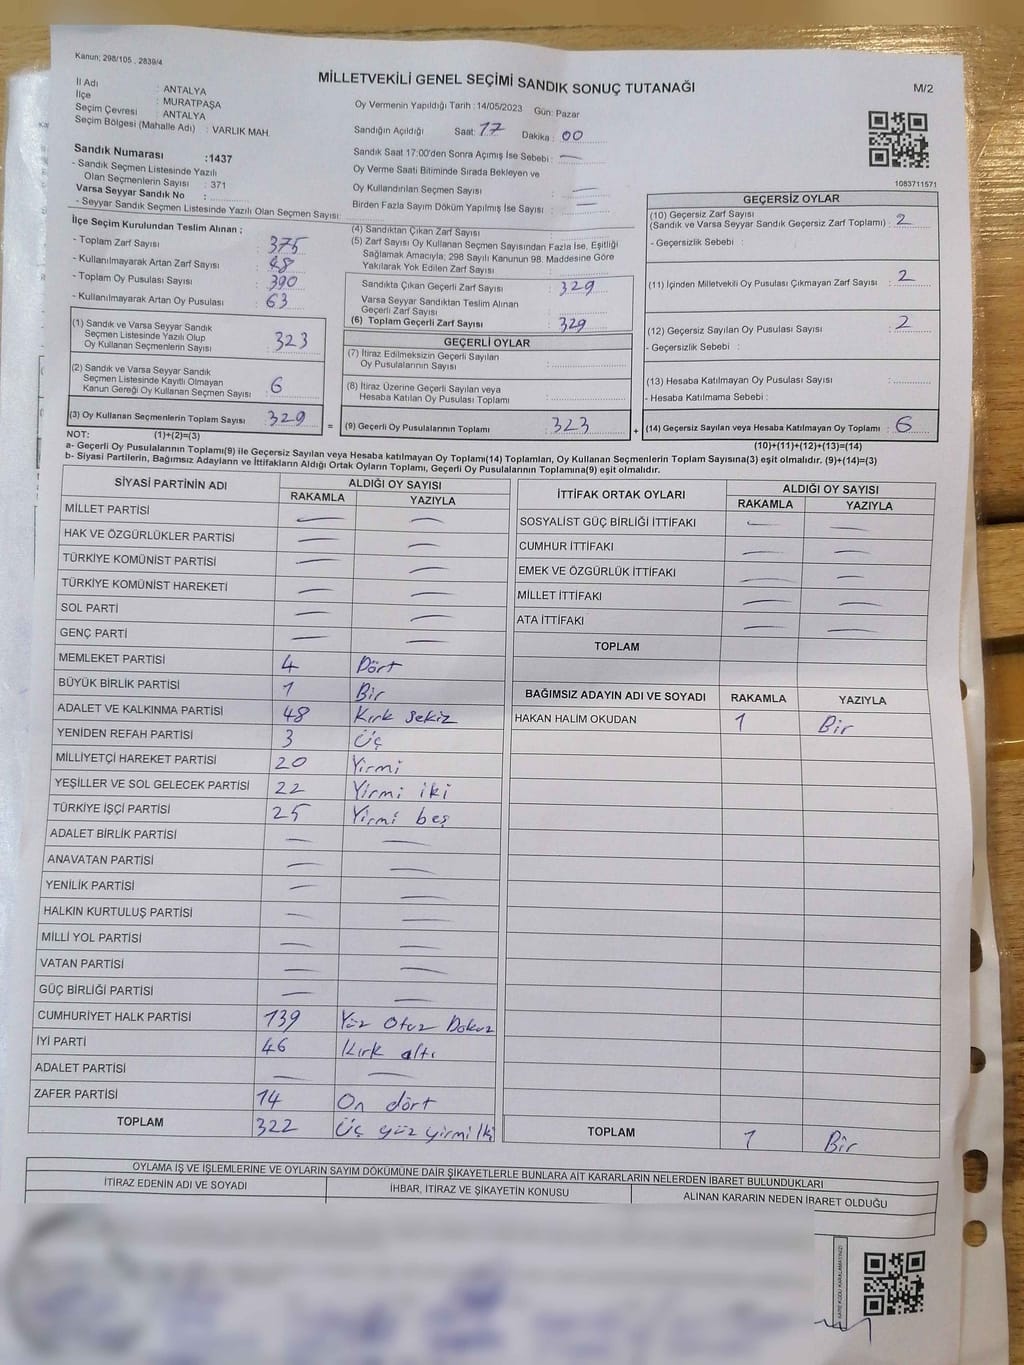 Kanun; 298/105 , 2839/4
MİLLETVEKİLİ GENEL SEÇİMİ SANDIK SONUÇ TUTANAĞI
M/2
İl Adı : ANTALYA
İlçe : MURATPAŞA
Seçim Çevresi : ANTALYA
Seçim Bölgesi (Mahalle Adı) : VARLIK MAH.
Sandık Numarası :1437
- Sandık Seçmen Listesinde Yazılı
Olan Seçmenlerin Sayısı : 371
Varsa Seyyar Sandık No :
- Seyyar Sandık Seçmen Listesinde Yazılı Olan Seçmen Sayısı:
Oy Vermenin Yapıldığı Tarih : 14/05/2023 Gün: Pazar
Sandığın Açıldığı Saat: 17 Dakika : 00
Sandık Saat 17:00'den Sonra Açımış İse Sebebi : —
Oy Verme Saati Bitiminde Sırada Bekleyen ve
Oy Kullandırılan Seçmen Sayısı : —
Birden Fazla Sayım Döküm Yapılmış İse Sayısı : —
1083711571
İlçe Seçim Kurulundan Teslim Alınan ;
- Toplam Zarf Sayısı : 375
- Kullanılmayarak Artan Zarf Sayısı : 48
- Toplam Oy Pusulası Sayısı : 390
- Kullanılmayarak Artan Oy Pusulası : 63
(1) Sandık ve Varsa Seyyar Sandık
Seçmen Listesinde Yazılı Olup
Oy Kullanan Seçmenlerin Sayısı : 323
(2) Sandık ve Varsa Seyyar Sandık
Seçmen Listesinde Kayıtlı Olmayan
Kanun Gereği Oy Kullanan Seçmen Sayısı : 6
(3) Oy Kullanan Seçmenlerin Toplam Sayısı : 329
(4) Sandıktan Çıkan Zarf Sayısı :
(5) Zarf Sayısı Oy Kullanan Seçmen Sayısından Fazla İse, Eşitliği
Sağlamak Amacıyla; 298 Sayılı Kanunun 98. Maddesine Göre
Yakılarak Yok Edilen Zarf Sayısı :
Sandıkta Çıkan Geçerli Zarf Sayısı : 329
Varsa Seyyar Sandıktan Teslim Alınan
Geçerli Zarf Sayısı :
(6) Toplam Geçerli Zarf Sayısı : 329
GEÇERLİ OYLAR
(7) İtiraz Edilmeksizin Geçerli Sayılan
Oy Pusulalarının Sayısı :
(8) İtiraz Üzerine Geçerli Sayılan veya
Hesaba Katılan Oy Pusulası Toplamı :
= (9) Geçerli Oy Pusulalarının Toplamı : 323
GEÇERSİZ OYLAR
(10) Geçersiz Zarf Sayısı
(Sandık ve Varsa Seyyar Sandık Geçersiz Zarf Toplamı) : 2
- Geçersizlik Sebebi :
(11) İçinden Milletvekili Oy Pusulası Çıkmayan Zarf Sayısı : 2
(12) Geçersiz Sayılan Oy Pusulası Sayısı : 2
- Geçersizlik Sebebi :
(13) Hesaba Katılmayan Oy Pusulası Sayısı :
- Hesaba Katılmama Sebebi :
+ (14) Geçersiz Sayılan veya Hesaba Katılmayan Oy Toplamı : 6
NOT: (1)+(2)=(3)
(10)+(11)+(12)+(13)=(14)
a- Geçerli Oy Pusulalarının Toplamı(9) ile Geçersiz Sayılan veya Hesaba katılmayan Oy Toplamı(14) Toplamları, Oy Kullanan Seçmenlerin Toplam Sayısına(3) eşit olmalıdır. (9)+(14)=(3)
b- Siyasi Partilerin, Bağımsız Adayların ve İttifakların Aldığı Ortak Oyların Toplamı, Geçerli Oy Pusulalarının Toplamına(9) eşit olmalıdır.
SİYASİ PARTİNİN ADI ALDIĞI OY SAYISI
RAKAMLA YAZIYLA
MİLLET PARTİSİ — —
HAK VE ÖZGÜRLÜKLER PARTİSİ — —
TÜRKİYE KOMÜNİST PARTİSİ — —
TÜRKİYE KOMÜNİST HAREKETİ — —
SOL PARTİ — —
GENÇ PARTİ — —
MEMLEKET PARTİSİ 4 Dört
BÜYÜK BİRLİK PARTİSİ 1 Bir
ADALET VE KALKINMA PARTİSİ 48 Kırk sekiz
YENİDEN REFAH PARTİSİ 3 Üç
MİLLİYETÇİ HAREKET PARTİSİ 20 Yirmi
YEŞİLLER VE SOL GELECEK PARTİSİ 22 Yirmi iki
TÜRKİYE İŞÇİ PARTİSİ 25 Yirmi beş
ADALET BİRLİK PARTİSİ — —
ANAVATAN PARTİSİ — —
YENİLİK PARTİSİ — —
HALKIN KURTULUŞ PARTİSİ — —
MİLLİ YOL PARTİSİ — —
VATAN PARTİSİ — —
GÜÇ BİRLİĞİ PARTİSİ — —
CUMHURİYET HALK PARTİSİ 139 Yüz Otuz Dokuz
İYİ PARTİ 46 Kırk altı
ADALET PARTİSİ — —
ZAFER PARTİSİ 14 On dört
TOPLAM 322 Üç yüz yirmi İki
İTTİFAK ORTAK OYLARI ALDIĞI OY SAYISI
RAKAMLA YAZIYLA
SOSYALİST GÜÇ BİRLİĞİ İTTİFAKI — —
CUMHUR İTTİFAKI — —
EMEK VE ÖZGÜRLÜK İTTİFAKI — —
MİLLET İTTİFAKI — —
ATA İTTİFAKI — —
TOPLAM
BAĞIMSIZ ADAYIN ADI VE SOYADI RAKAMLA YAZIYLA
HAKAN HALİM OKUDAN 1 Bir
TOPLAM 1 Bir
OYLAMA İŞ VE İŞLEMLERİNE VE OYLARIN SAYIM DÖKÜMÜNE DAİR ŞİKAYETLERLE BUNLARA AİT KARARLARIN NELERDEN İBARET BULUNDUKLARI
İTİRAZ EDENİN ADI VE SOYADI İHBAR, İTİRAZ VE ŞİKAYETİN KONUSU ALINAN KARARIN NEDEN İBARET OLDUĞU